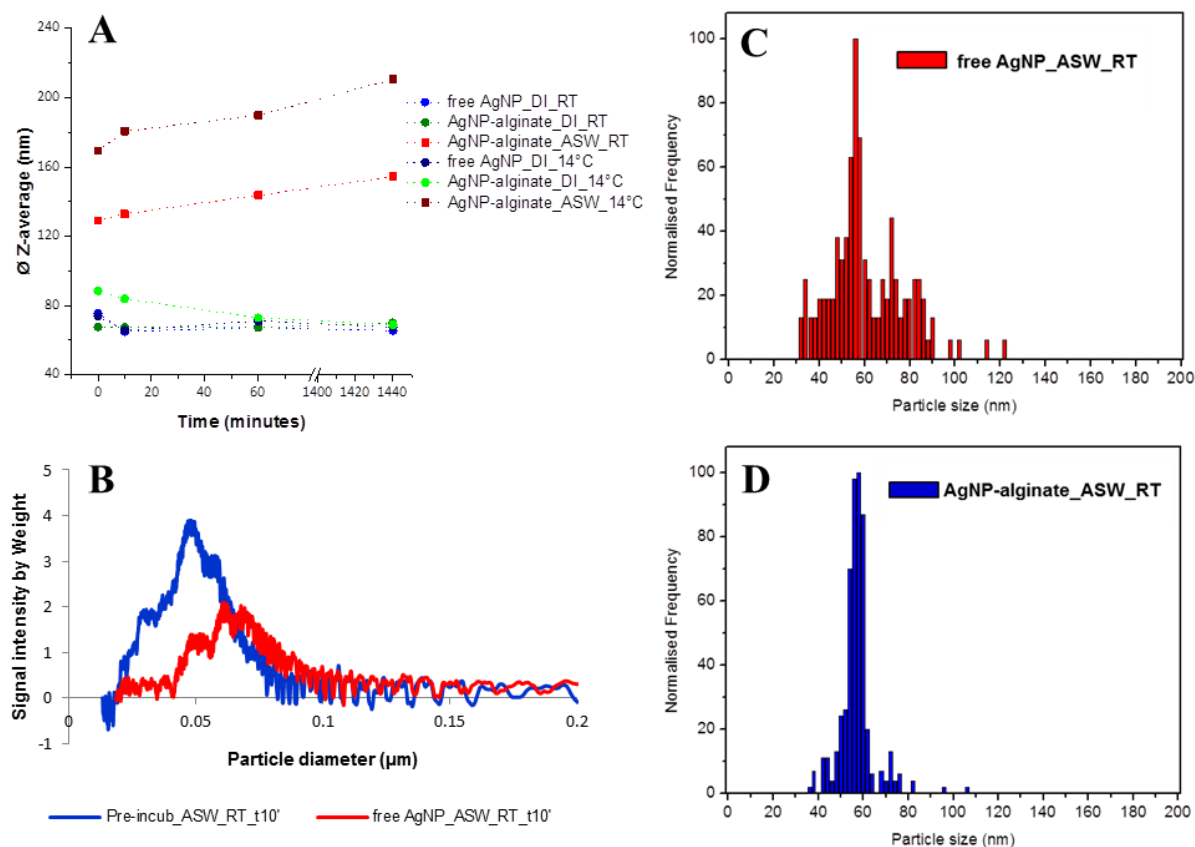 A
240
200
160
120
80
40
Ø Z-average (nm)
0 20 40 60 1400 1420 1440
Time (minutes)
free AgNP_DI_RT
AgNP-alginate_DI_RT
AgNP-alginate_ASW_RT
free AgNP_DI_14°C
AgNP-alginate_DI_14°C
AgNP-alginate_ASW_14°C
B
5
4
3
2
1
0
-1
Signal intensity by Weight
0 0.05 0.1 0.15 0.2
Particle diameter (µm)
Pre-incub_ASW_RT_t10' free AgNP_ASW_RT_t10'
C
free AgNP_ASW_RT
100
80
60
40
20
0
Normalised Frequency
0 20 40 60 80 100 120 140 160 180 200
Particle size (nm)
D
AgNP-alginate_ASW_RT
100
80
60
40
20
0
Normalised Frequency
0 20 40 60 80 100 120 140 160 180 200
Particle size (nm)